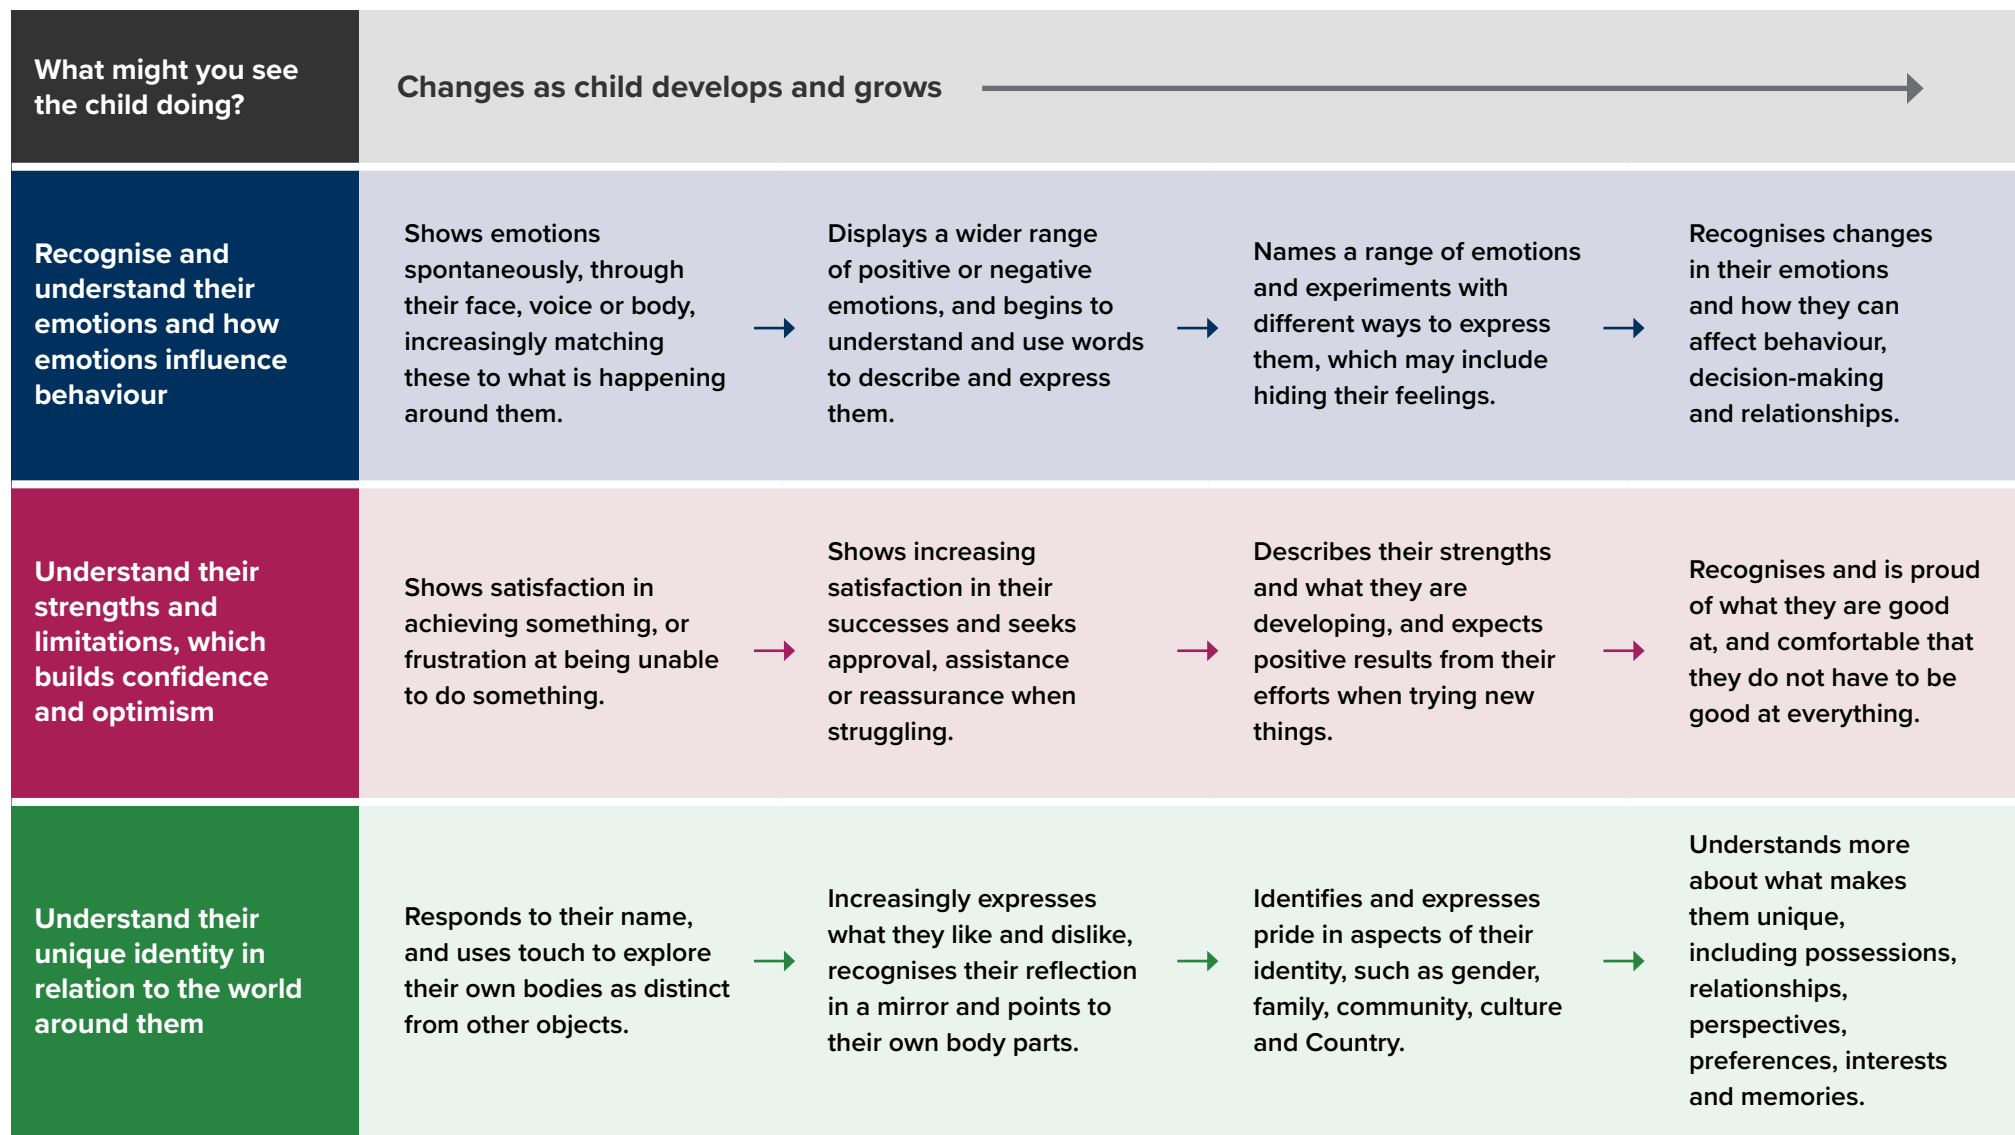 What might you see
the child doing?
Changes as child develops and grows
Recognise and
understand their
emotions and how
emotions influence
behaviour
Shows emotions
spontaneously, through
their face, voice or body,
increasingly matching
these to what is happening
around them.
Displays a wider range
of positive or negative
emotions, and begins to
understand and use words
to describe and express
them.
Names a range of emotions
and experiments with
different ways to express
them, which may include
hiding their feelings.
Recognises changes
in their emotions
and how they can
affect behaviour,
decision-making
and relationships.
Understand their
strengths and
limitations, which
builds confidence
and optimism
Shows satisfaction in
achieving something, or
frustration at being unable
to do something.
Shows increasing
satisfaction in their
successes and seeks
approval, assistance
or reassurance when
struggling.
Describes their strengths
and what they are
developing, and expects
positive results from their
efforts when trying new
things.
Recognises and is proud
of what they are good
at, and comfortable that
they do not have to be
good at everything.
Understand their
unique identity in
relation to the world
around them
Responds to their name,
and uses touch to explore
their own bodies as distinct
from other objects.
Increasingly expresses
what they like and dislike,
recognises their reflection
in a mirror and points to
their own body parts.
Identifies and expresses
pride in aspects of their
identity, such as gender,
family, community, culture
and Country.
Understands more
about what makes
them unique,
including possessions,
relationships,
perspectives,
preferences, interests
and memories.